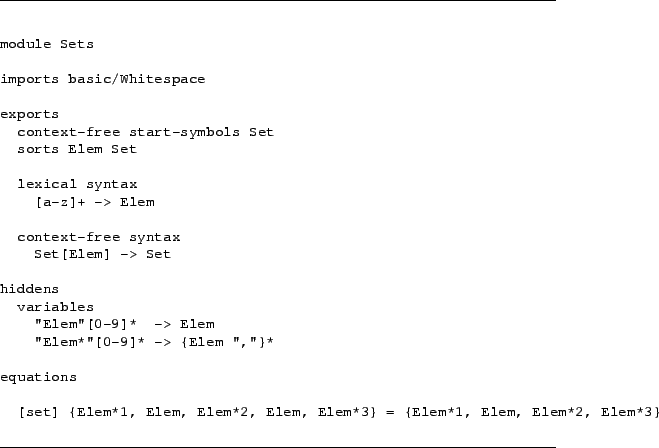 module Sets
imports basic/Whitespace
exports
context-free start-symbols Set
sorts Elem Set
lexical syntax
[a-z]+ -> Elem
context-free syntax
Set[Elem] -> Set
hiddens
variables
"Elem"[0-9]* -> Elem
"Elem*"[0-9]* -> {Elem ","}*
equations
[set] {Elem*1, Elem, Elem*2, Elem, Elem*3} = {Elem*1, Elem, Elem*2, Elem*3}